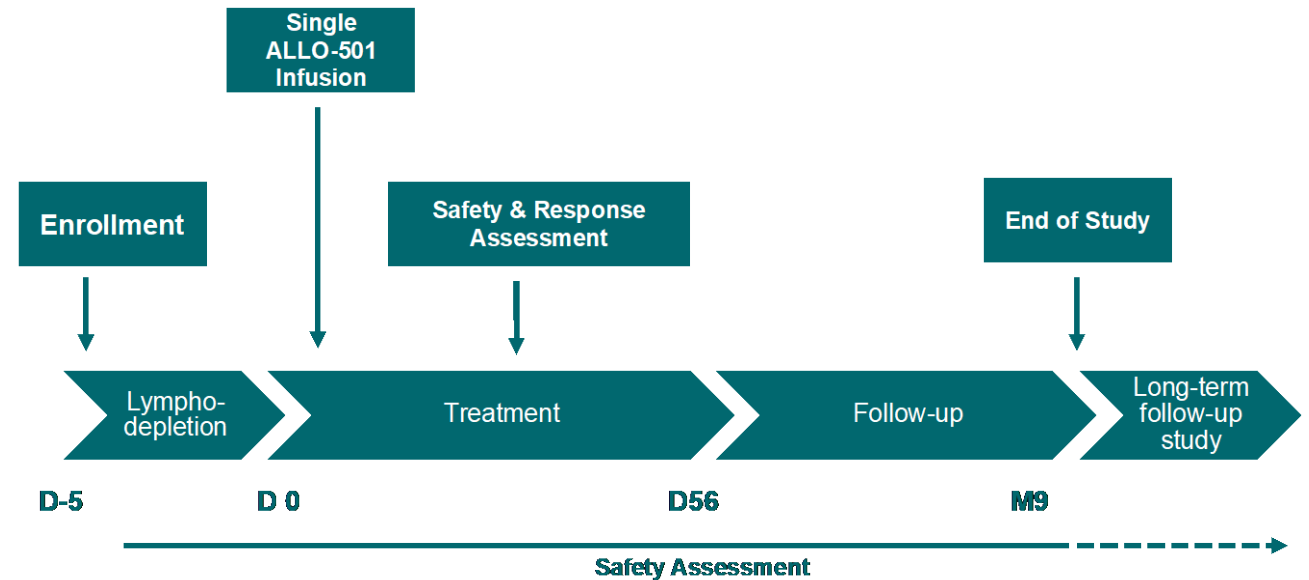 Single
ALLO-501
Infusion
Enrollment
Safety & Response
Assessment
End of Study
Lympho-
depletion
Treatment
Follow-up
Long-term
follow-up
study
D-5
D 0
D56
M9
Safety Assessment